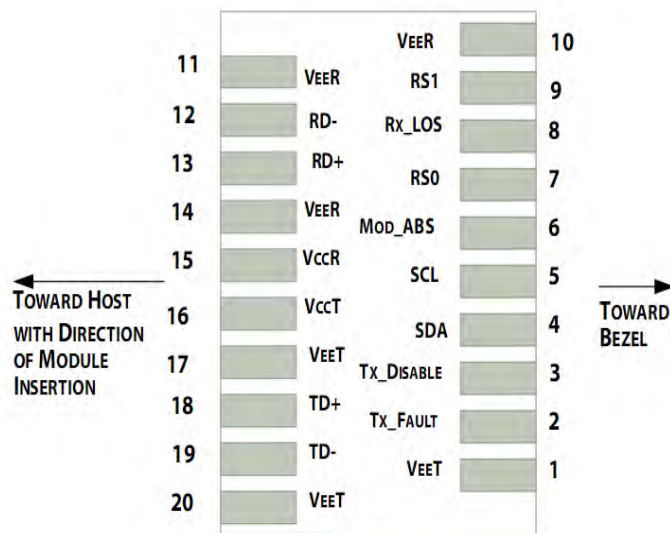 11 VEER
12 RD-
13 RD+
14 VEER
15 VCCR
16 VCCT
17 VEET
18 TD+
19 TD-
20 VEET
VEER 10
RS1 9
RX_LOS 8
RS0 7
MOD_ABS 6
SCL 5
SDA 4
TX_DISABLE 3
TX_FAULT 2
VEET 1
TOWARD HOST
WITH DIRECTION
OF MODULE
INSERTION
TOWARD
BEZEL